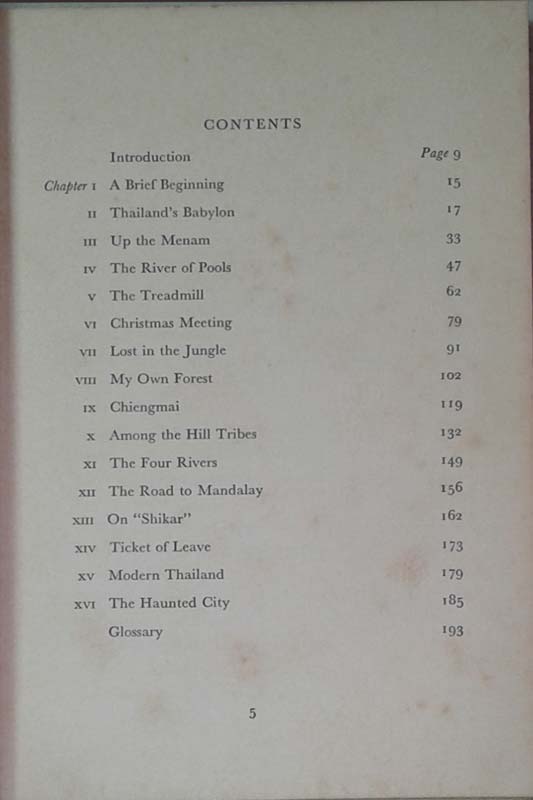 CONTENTS
Introduction Page 9
Chapter I A Brief Beginning 15
II Thailand's Babylon 17
III Up the Menam 33
IV The River of Pools 47
V The Treadmill 62
VI Christmas Meeting 79
VII Lost in the Jungle 91
VIII My Own Forest 102
IX Chiengmai 119
X Among the Hill Tribes 132
XI The Four Rivers 149
XII The Road to Mandalay 156
XIII On "Shikar" 162
XIV Ticket of Leave 173
XV Modern Thailand 179
XVI The Haunted City 185
Glossary 193
5